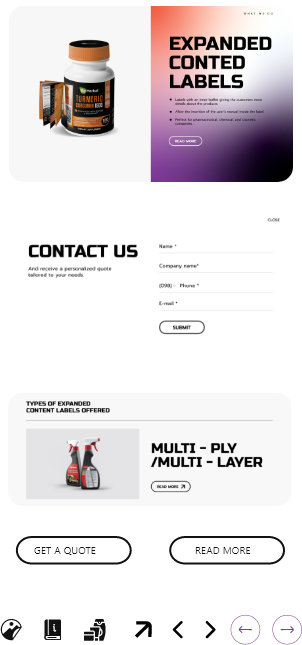 WHAT WE DO
EXPANDED
CONTED
LABELS
Labels with an inner leaflet giving the customers more
details about the products
Allow the insertion of the user's manual inside the label
Perfect for pharmaceutical, chemical and cosmetic
companies
READ MORE
TURMERIC
CURCUMIN
CLOSE
CONTACT US
And receive a personalized quote
tailored to your needs
Name *
Company name*
(098) - Phone *
E-mail *
SUBMIT
TYPES OF EXPANDED
CONTENT LABELS OFFERED
MULTI - PLY
/MULTI - LAYER
READ MORE
GET A QUOTE
READ MORE